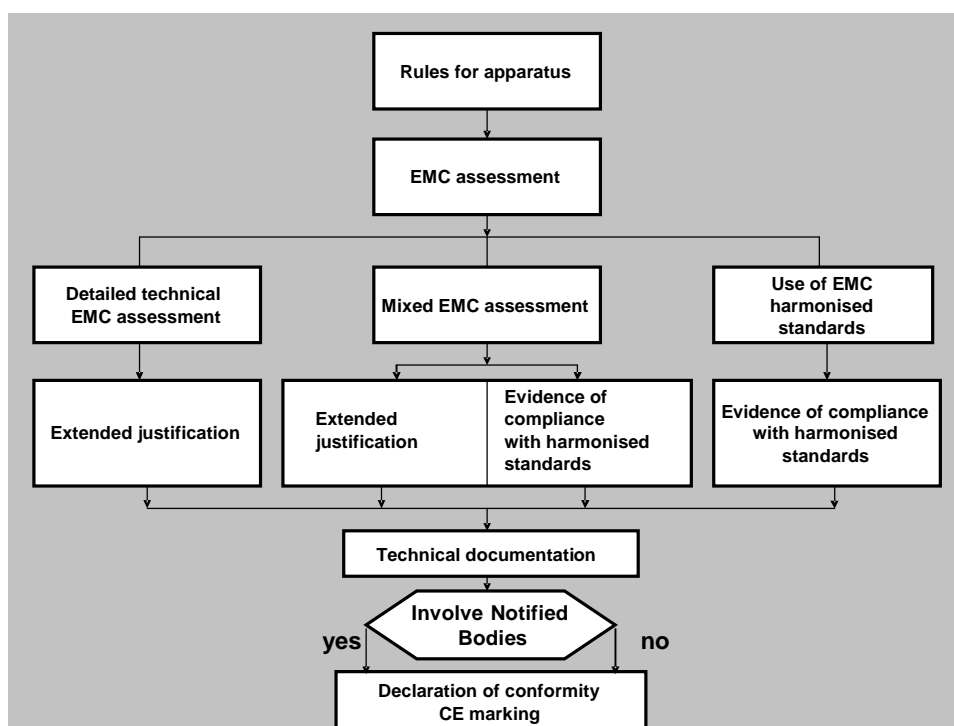 Rules for apparatus
EMC assessment
Detailed technical
EMC assessment
Mixed EMC assessment
Use of EMC
harmonised
standards
Extended justification
Extended
justification
Evidence of
compliance
with harmonised
standards
Evidence of compliance
with harmonised
standards
Technical documentation
Involve Notified
Bodies
yes
no
Declaration of conformity
CE marking